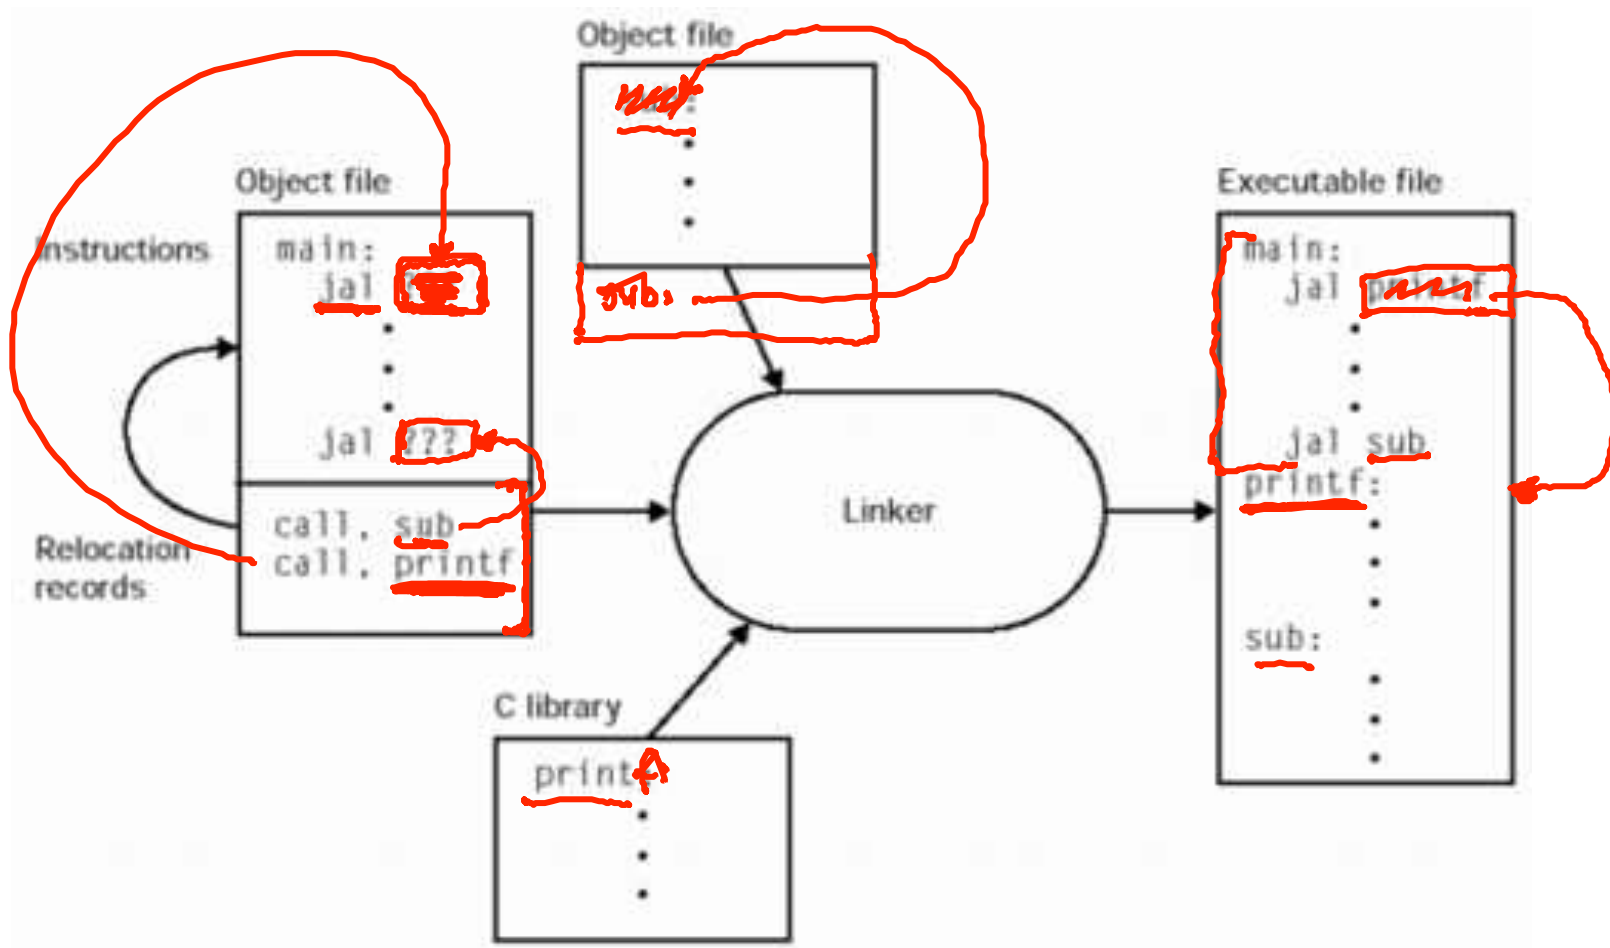 Object file
sub:
Object file
Instructions
main:
jal
jal ???
Relocation records
call, sub
call, printf
Linker
C library
printf
Executable file
main:
jal printf
jal sub
printf:
sub: